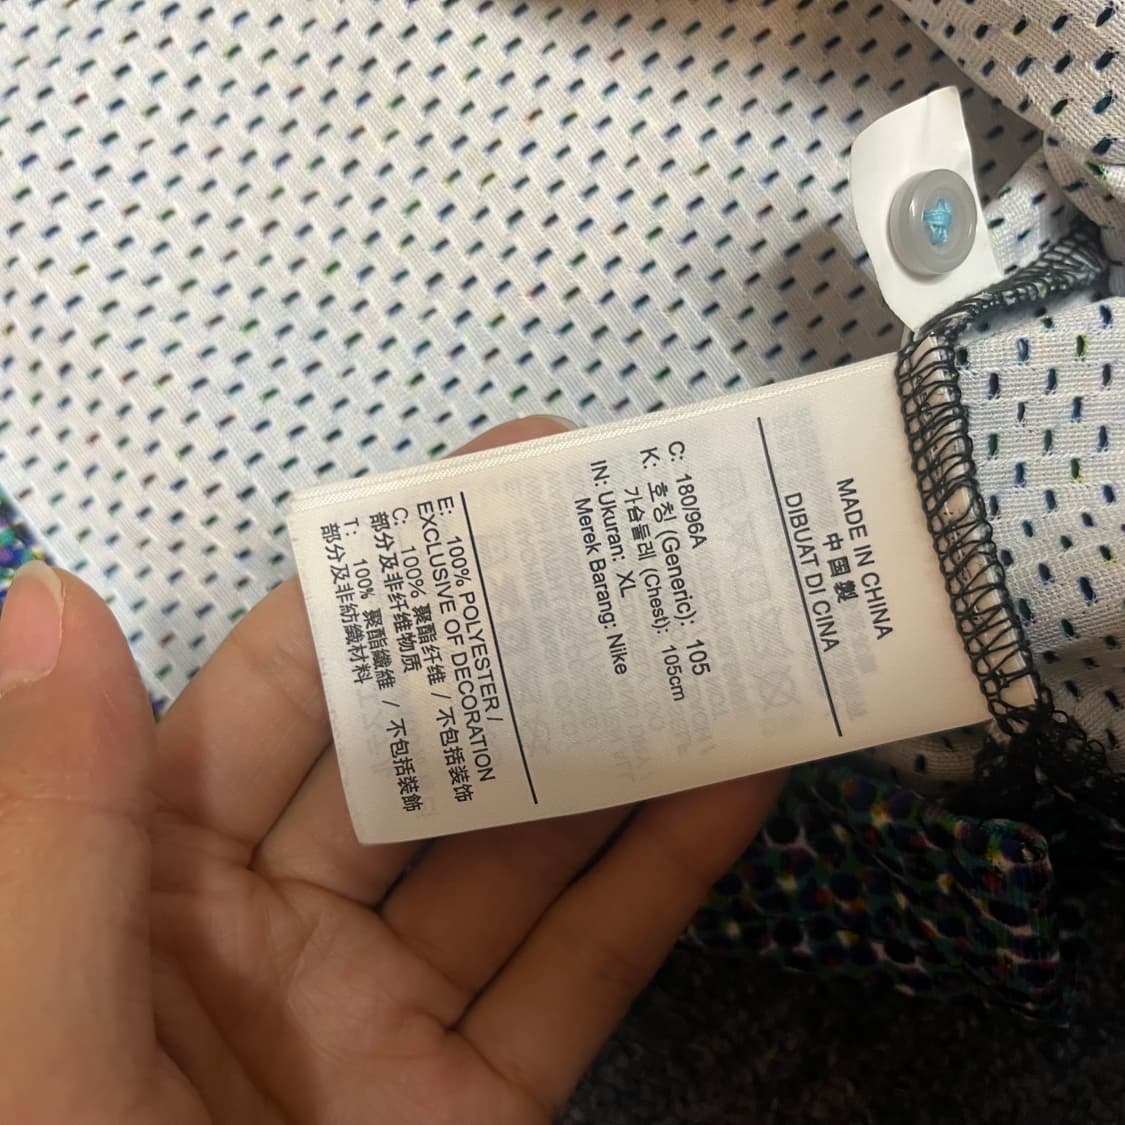 MADE IN CHINA
中國製
DIBUAT DI CINA
C: 180/96A
K: 호칭 (Generic): 105
가슴둘레 (Chest): 105cm
IN: Ukuran: XL
Merek Barang: Nike
E: 100% POLYESTER /
EXCLUSIVE OF DECORATION
C: 100% 聚酯纤维 / 不包括装饰
部分及非纤维物质
T: 100% 聚酯纖維 / 不包括裝飾
部分及非紡織材料